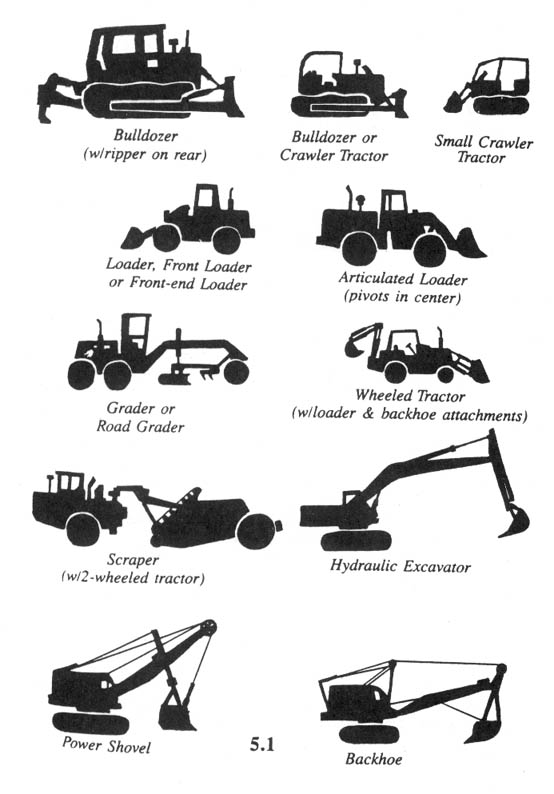 Bulldozer
(w/ripper on rear)
Bulldozer or
Crawler Tractor
Small Crawler
Tractor
Loader, Front Loader
or Front-end Loader
Articulated Loader
(pivots in center)
Grader or
Road Grader
Wheeled Tractor
(w/loader & backhoe attachments)
Scraper
(w/2-wheeled tractor)
Hydraulic Excavator
Power Shovel
5.1
Backhoe